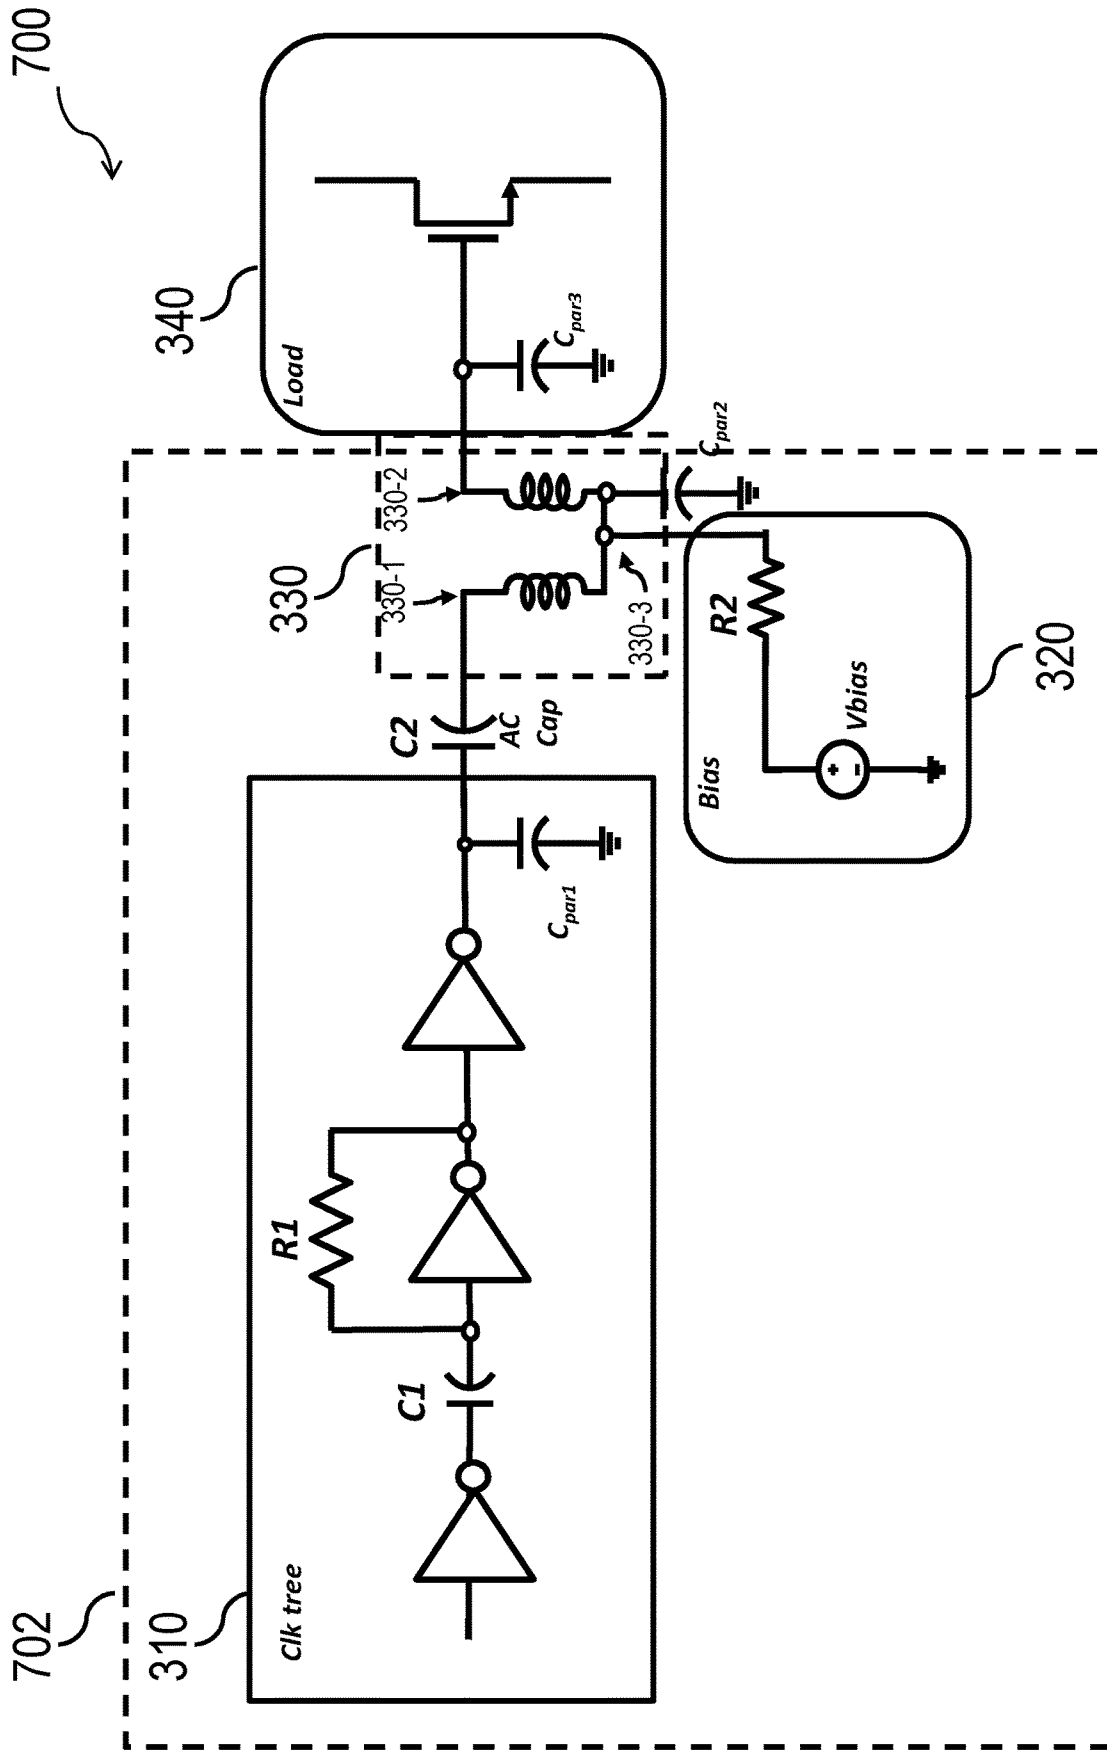 700
702
310
Clk tree
C1
R1
C_par1
C2
AC
Cap
330
330-1
330-2
330-3
C_par2
340
Load
C_par3
320
Bias
R2
Vbias
+
-